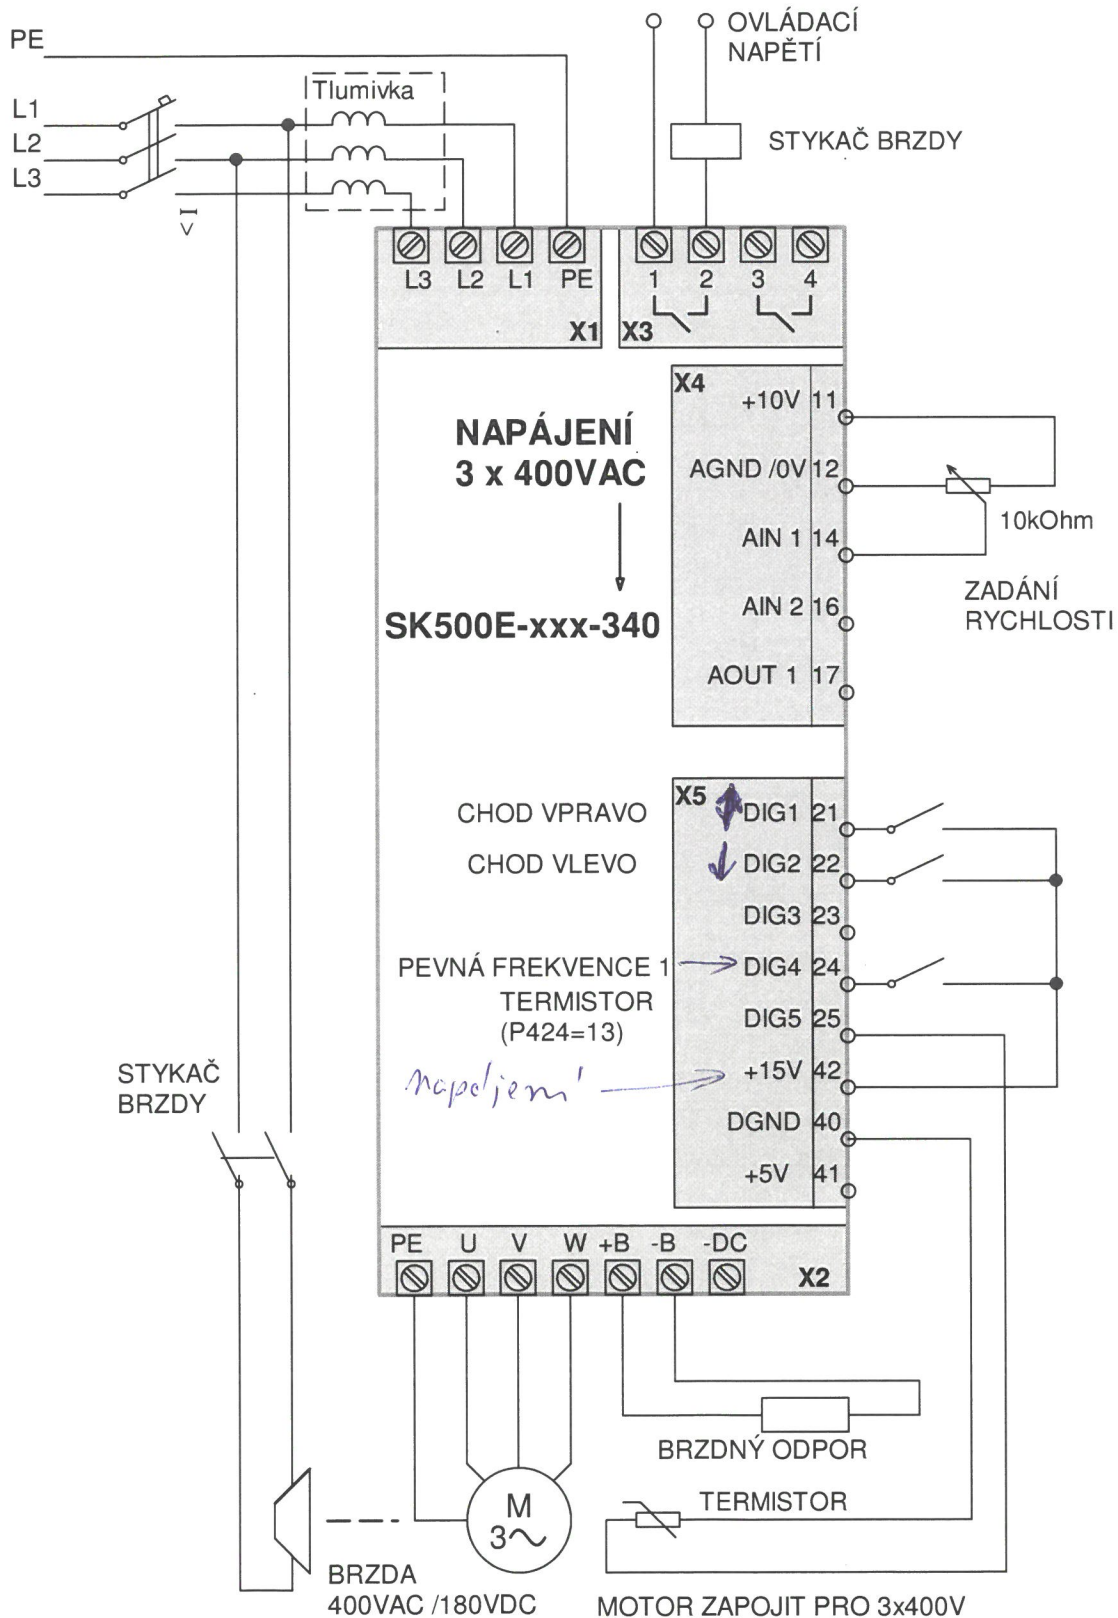 PE
OVLÁDACÍ
NAPĚTÍ
L1
L2
L3
Tlumivka
STYKAČ BRZDY
I>
L3 L2 L1 PE
X1
1 2 3 4
X3
NAPÁJENÍ
3 x 400VAC
SK500E-xxx-340
X4
+10V 11
AGND /0V 12
AIN 1 14
AIN 2 16
AOUT 1 17
10kOhm
ZADÁNÍ
RYCHLOSTI
X5
CHOD VPRAVO
DIG1 21
CHOD VLEVO
DIG2 22
DIG3 23
PEVNÁ FREKVENCE 1
DIG4 24
TERMISTOR
(P424=13)
DIG5 25
Napájení
+15V 42
DGND 40
+5V 41
STYKAČ
BRZDY
PE U V W +B -B -DC
X2
BRZDNÝ ODPOR
TERMISTOR
M
3~
BRZDA
400VAC /180VDC
MOTOR ZAPOJIT PRO 3x400V